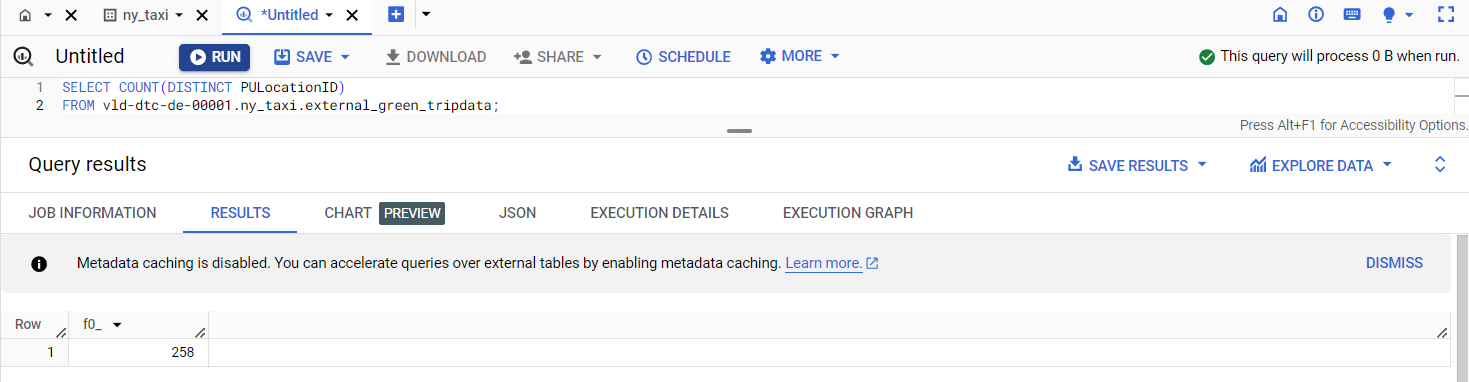 ny_taxi
*Untitled
Untitled
RUN
SAVE
DOWNLOAD
SHARE
SCHEDULE
MORE
This query will process 0 B when run.
1 SELECT COUNT(DISTINCT PULocationID)
2 FROM vld-dtc-de-00001.ny_taxi.external_green_tripdata;
Press Alt+F1 for Accessibility Options.
Query results
SAVE RESULTS
EXPLORE DATA
JOB INFORMATION
RESULTS
CHART PREVIEW
JSON
EXECUTION DETAILS
EXECUTION GRAPH
Metadata caching is disabled. You can accelerate queries over external tables by enabling metadata caching. Learn more.
DISMISS
Row f0_
1 258